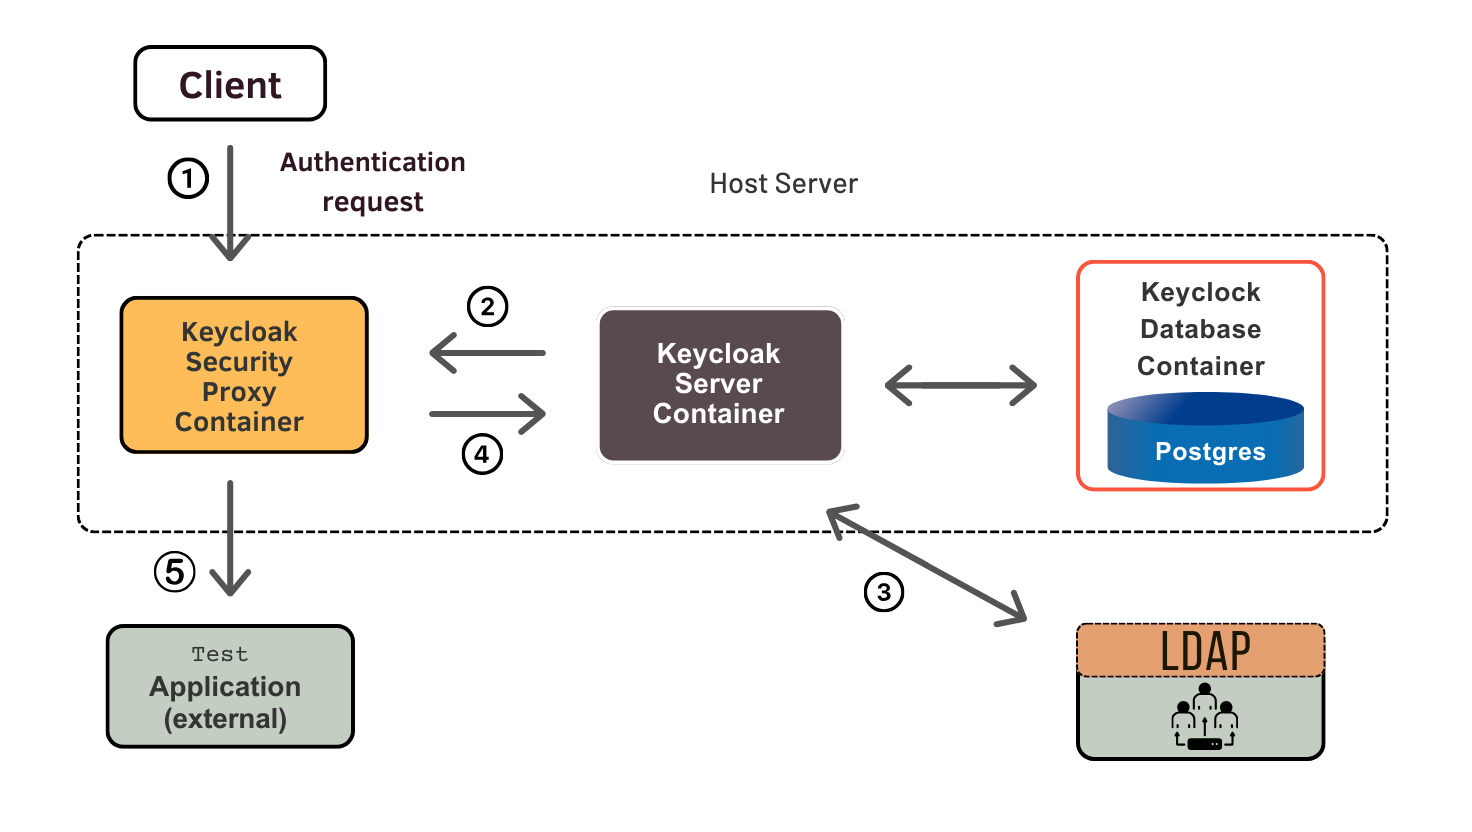 Client
1
Authentication
request
Host Server
Keycloak
Security
Proxy
Container
2
4
Keycloak
Server
Container
Keyclock
Database
Container
Postgres
5
3
Test
Application
(external)
LDAP